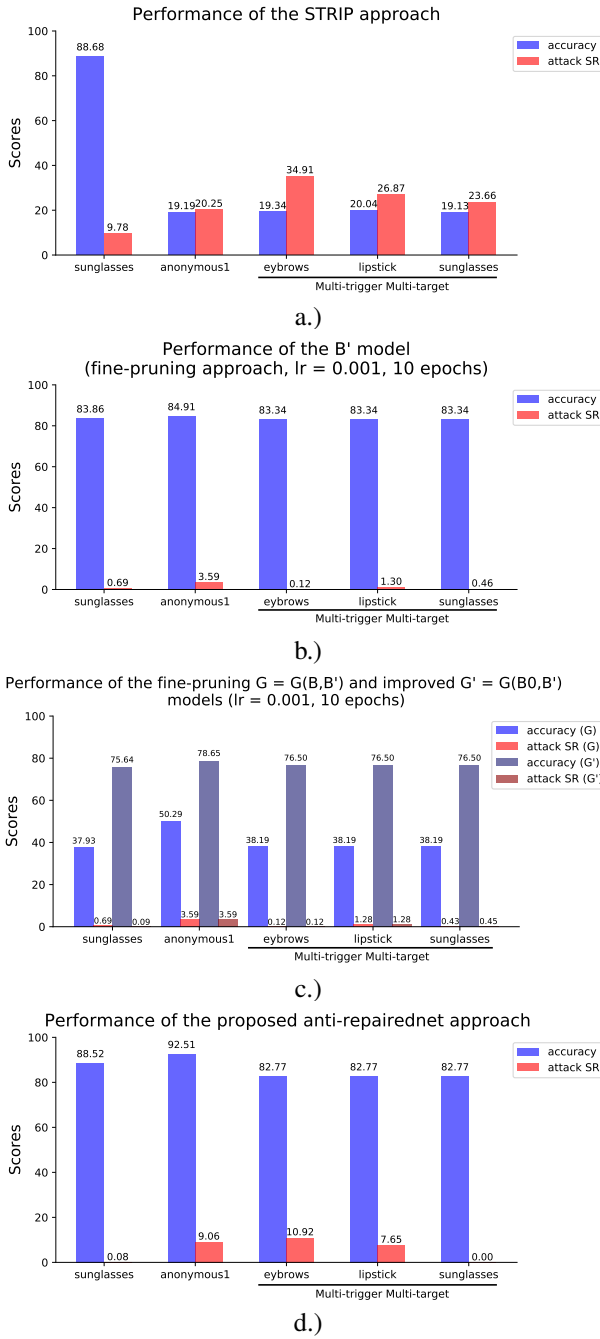 Performance of the STRIP approach
100
accuracy
88.68
attack SR
80
60
Scores
40
34.91
26.87
23.66
19.19 20.25
19.34
20.04
19.13
20
9.78
0
sunglasses anonymous1 eybrows lipstick sunglasses
Multi-trigger Multi-target
a.)
Performance of the B' model
(fine-pruning approach, lr = 0.001, 10 epochs)
100
accuracy
attack SR
83.86 84.91 83.34 83.34 83.34
80
60
Scores
40
20
0.69 3.59 0.12 1.30 0.46
0
sunglasses anonymous1 eybrows lipstick sunglasses
Multi-trigger Multi-target
b.)
Performance of the fine-pruning G = G(B,B') and improved G' = G(B0,B')
models (lr = 0.001, 10 epochs)
100
accuracy (G)
attack SR (G)
accuracy (G')
attack SR (G')
75.64 78.65 76.50 76.50 76.50
80
60
Scores
50.29
37.93 38.19 38.19 38.19
40
20
0.69 0.09 3.59 3.59 0.12 0.12 1.28 1.28 0.43 0.45
0
sunglasses anonymous1 eybrows lipstick sunglasses
Multi-trigger Multi-target
c.)
Performance of the proposed anti-repairednet approach
100
accuracy
attack SR
88.52 92.51 82.77 82.77 82.77
80
60
Scores
40
20
0.08 9.06 10.92 7.65 0.00
0
sunglasses anonymous1 eybrows lipstick sunglasses
Multi-trigger Multi-target
d.)